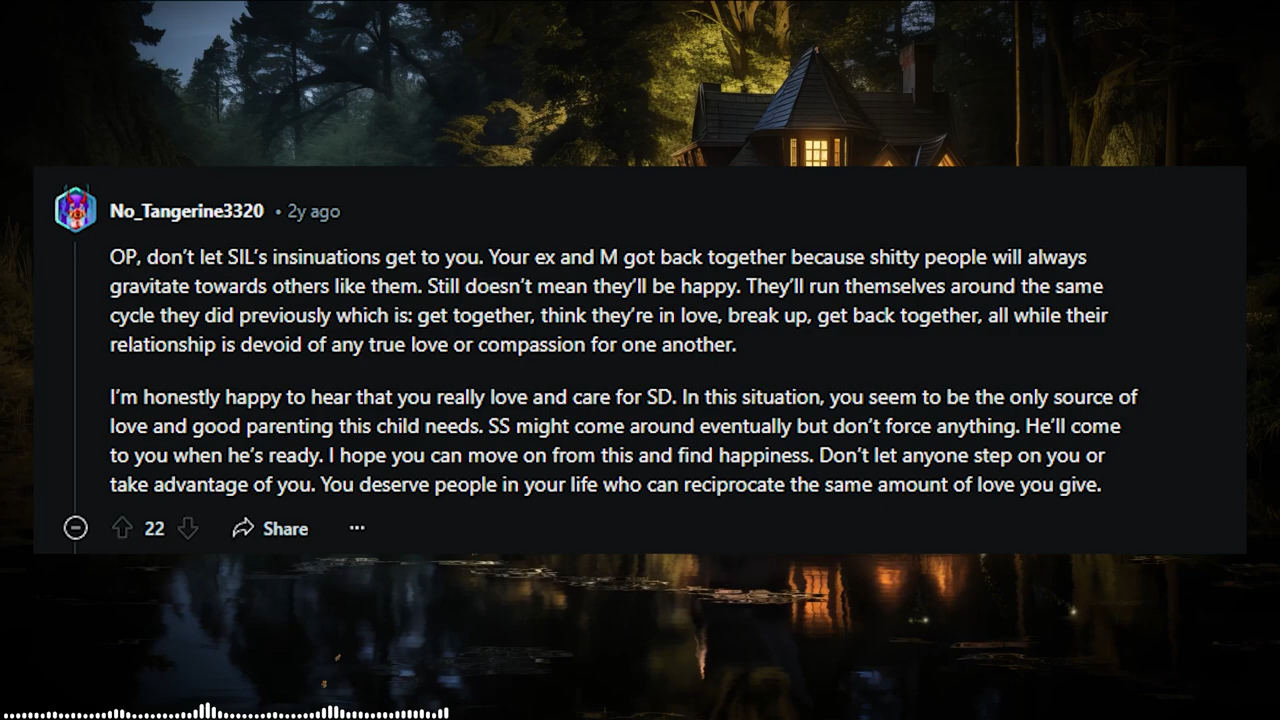 No_Tangerine3320 • 2y ago
OP, don’t let SIL’s insinuations get to you. Your ex and M got back together because shitty people will always
gravitate towards others like them. Still doesn’t mean they’ll be happy. They’ll run themselves around the same
cycle they did previously which is: get together, think they’re in love, break up, get back together, all while their
relationship is devoid of any true love or compassion for one another.
I’m honestly happy to hear that you really love and care for SD. In this situation, you seem to be the only source of
love and good parenting this child needs. SS might come around eventually but don’t force anything. He’ll come
to you when he’s ready. I hope you can move on from this and find happiness. Don’t let anyone step on you or
take advantage of you. You deserve people in your life who can reciprocate the same amount of love you give.
22 Share ···